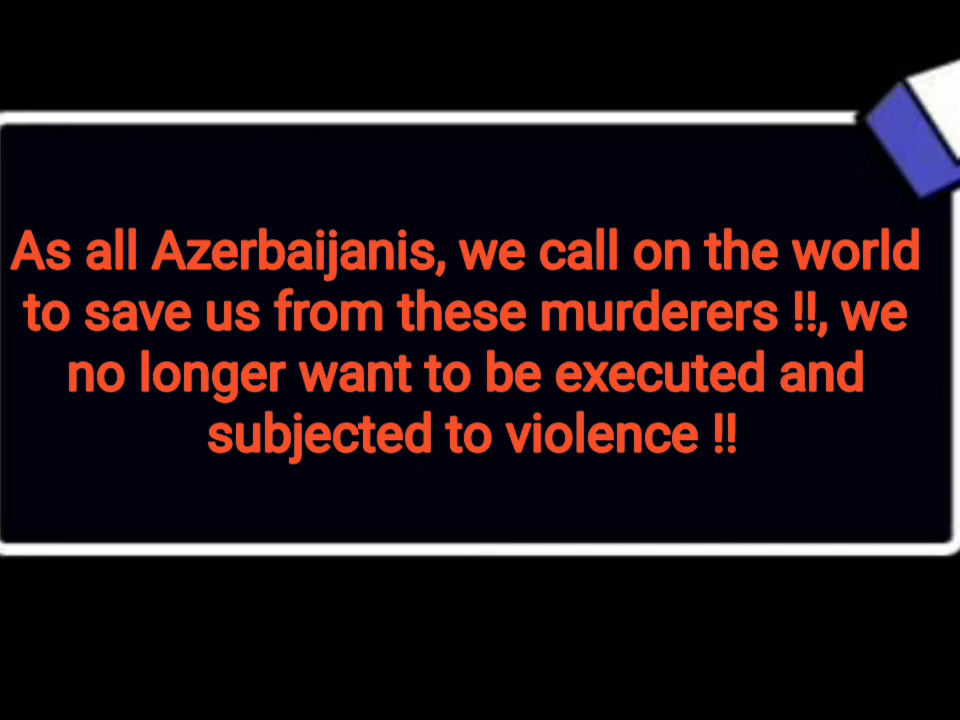 As all Azerbaijanis, we call on the world
to save us from these murderers !!, we
no longer want to be executed and
subjected to violence !!